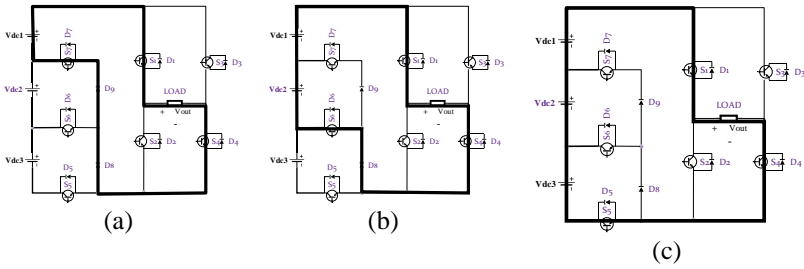 Vdc1
D7
S7
S1 D1
S3 D3
Vdc2
D9
D6
S6
LOAD
+ Vout
-
S2 D2
S4 D4
Vdc3
D8
D5
S5
(a)
Vdc1
D7
S7
S1 D1
S3 D3
Vdc2
D9
D6
S6
LOAD
+ Vout
-
S2 D2
S4 D4
Vdc3
D8
D5
S5
(b)
Vdc1
D7
S7
S1 D1
S3 D3
Vdc2
D9
D6
S6
LOAD
+ Vout
-
S2 D2
S4 D4
Vdc3
D8
D5
S5
(c)